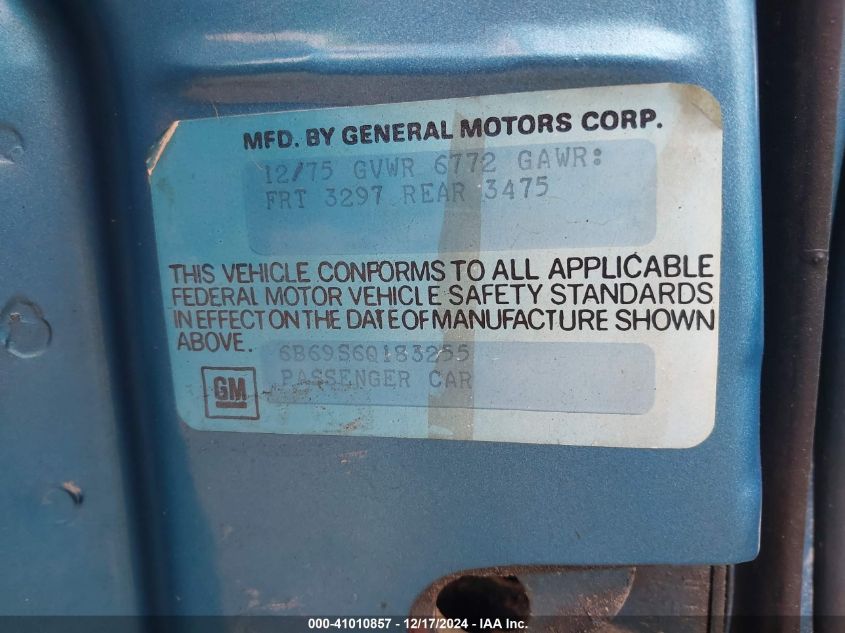 MFD. BY GENERAL MOTORS CORP.
12/75 GVWR 6772 GAWR:
FRT 3297 REAR 3475
THIS VEHICLE CONFORMS TO ALL APPLICABLE
FEDERAL MOTOR VEHICLE SAFETY STANDARDS
IN EFFECT ON THE DATE OF MANUFACTURE SHOWN
ABOVE.
6B69S6Q183255
PASSENGER CAR
GM
000-41010857 - 12/17/2024 - IAA Inc.